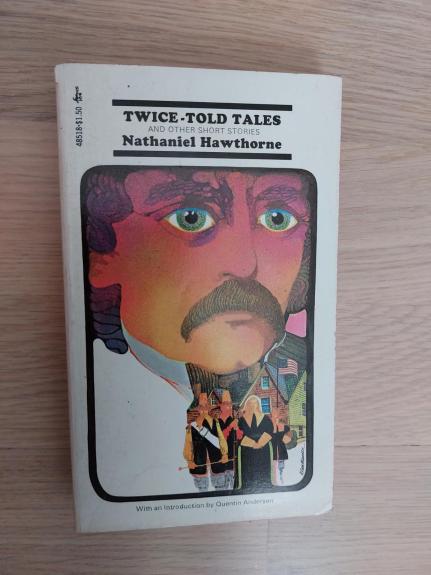 48518·$1.50
TWICE-TOLD TALES
AND OTHER SHORT STORIES
Nathaniel Hawthorne
With an Introduction by Quentin Anderson